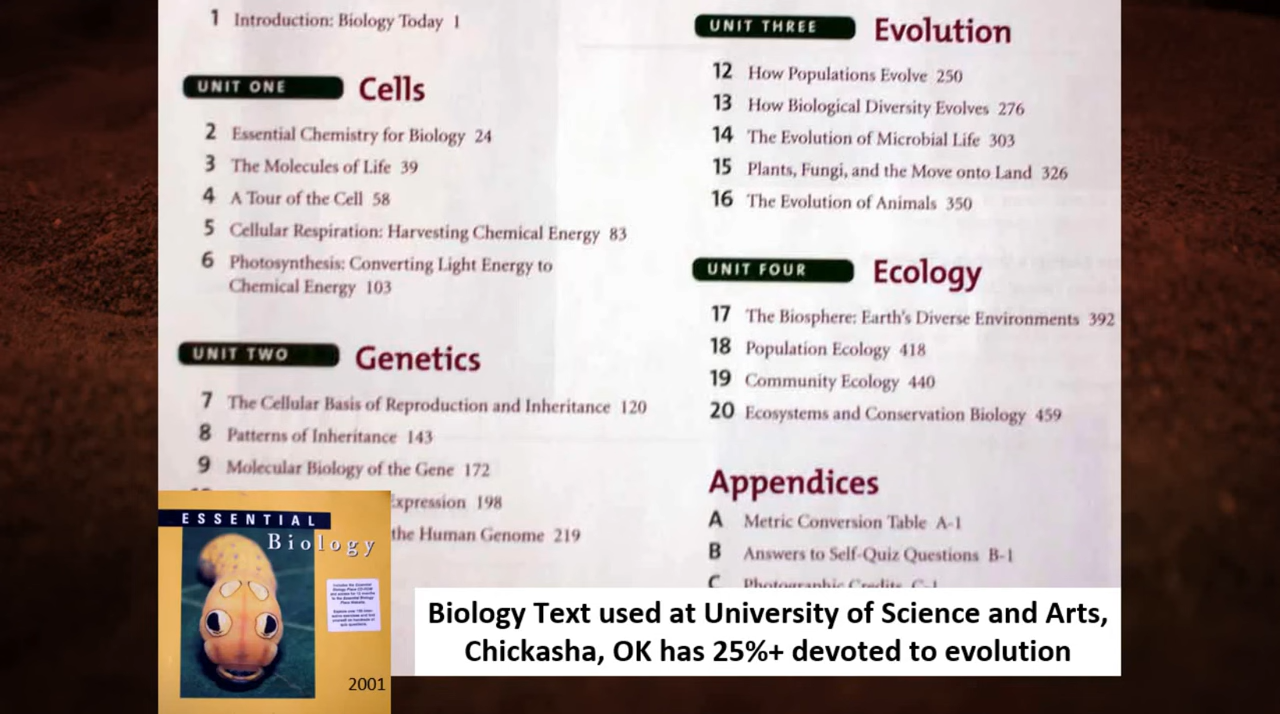 1 Introduction: Biology Today 1
UNIT ONE Cells
2 Essential Chemistry for Biology 24
3 The Molecules of Life 39
4 A Tour of the Cell 58
5 Cellular Respiration: Harvesting Chemical Energy 83
6 Photosynthesis: Converting Light Energy to
Chemical Energy 103
UNIT TWO Genetics
7 The Cellular Basis of Reproduction and Inheritance 120
8 Patterns of Inheritance 143
9 Molecular Biology of the Gene 172
Expression 198
the Human Genome 219
UNIT THREE Evolution
12 How Populations Evolve 250
13 How Biological Diversity Evolves 276
14 The Evolution of Microbial Life 303
15 Plants, Fungi, and the Move onto Land 326
16 The Evolution of Animals 350
UNIT FOUR Ecology
17 The Biosphere: Earth's Diverse Environments 392
18 Population Ecology 418
19 Community Ecology 440
20 Ecosystems and Conservation Biology 459
Appendices
A Metric Conversion Table A-1
B Answers to Self-Quiz Questions B-1
C Photographic Credits C-1
ESSENTIAL
Biology
2001
Biology Text used at University of Science and Arts,
Chickasha, OK has 25%+ devoted to evolution